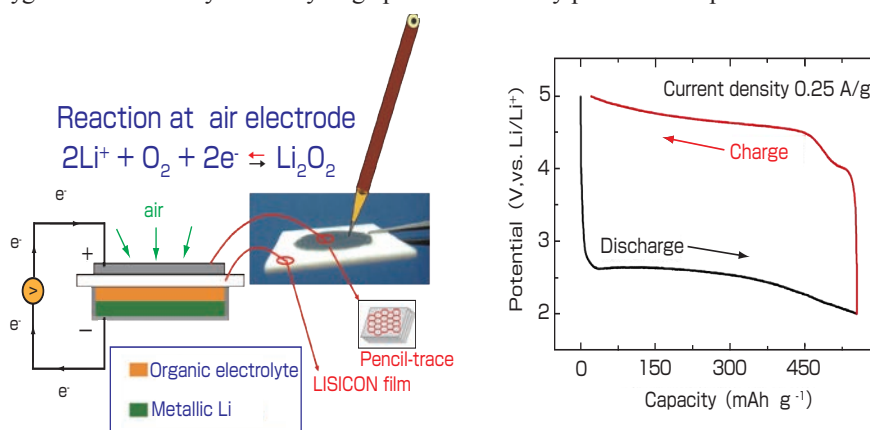 Reaction at air electrode
2Li⁺ + O₂ + 2e⁻ ⇆ Li₂O₂
air
e⁻
e⁻
e⁻
e⁻
e⁻
+
−
V
Organic electrolyte
Metallic Li
Pencil-trace
LISICON film
Current density 0.25 A/g
Charge
Discharge
Potential (V,vs. Li/Li⁺)
5
4
3
2
0
150
300
450
Capacity (mAh g⁻¹)